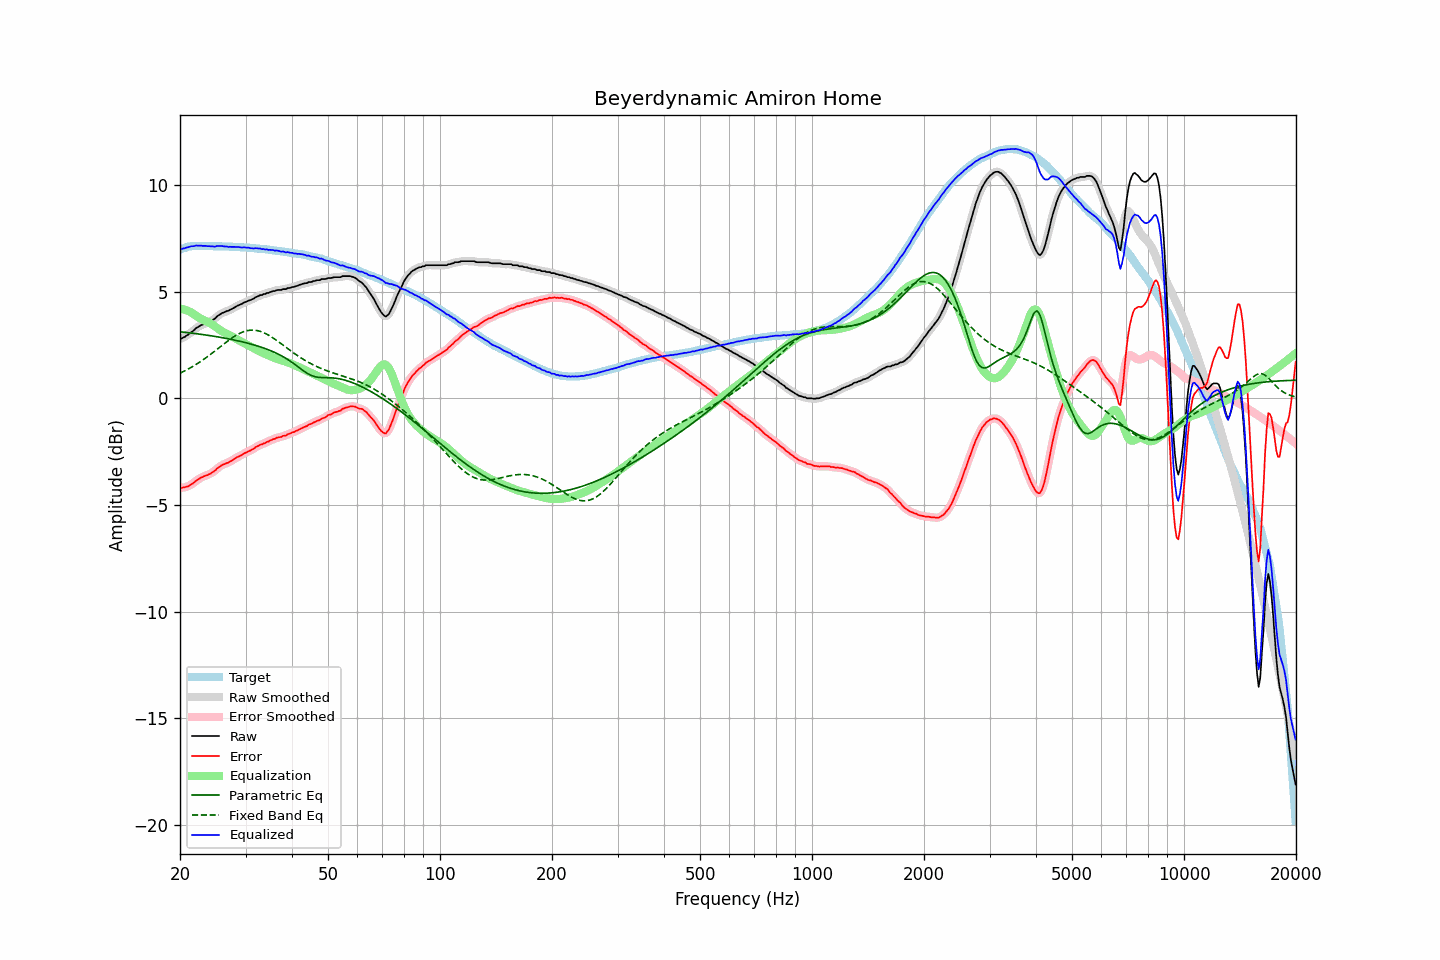 Beyerdynamic Amiron Home
Amplitude (dBr)
10
5
0
−5
−10
−15
−20
Target
Raw Smoothed
Error Smoothed
Raw
Error
Equalization
Parametric Eq
Fixed Band Eq
Equalized
20 50 100 200 500 1000 2000 5000 10000 20000
Frequency (Hz)